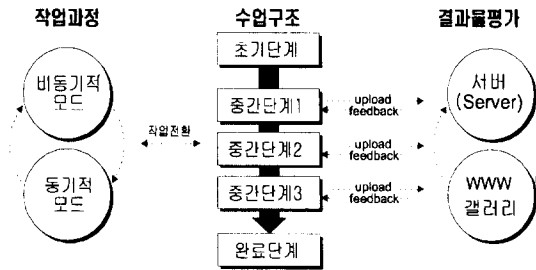 작업과정
수업구조
결과물평가
비동기적
모드
동기적
모드
작업전환
초기단계
중간단계1
중간단계2
중간단계3
완료단계
upload
feedback
upload
feedback
upload
feedback
서버
(Server)
WWW
갤러리